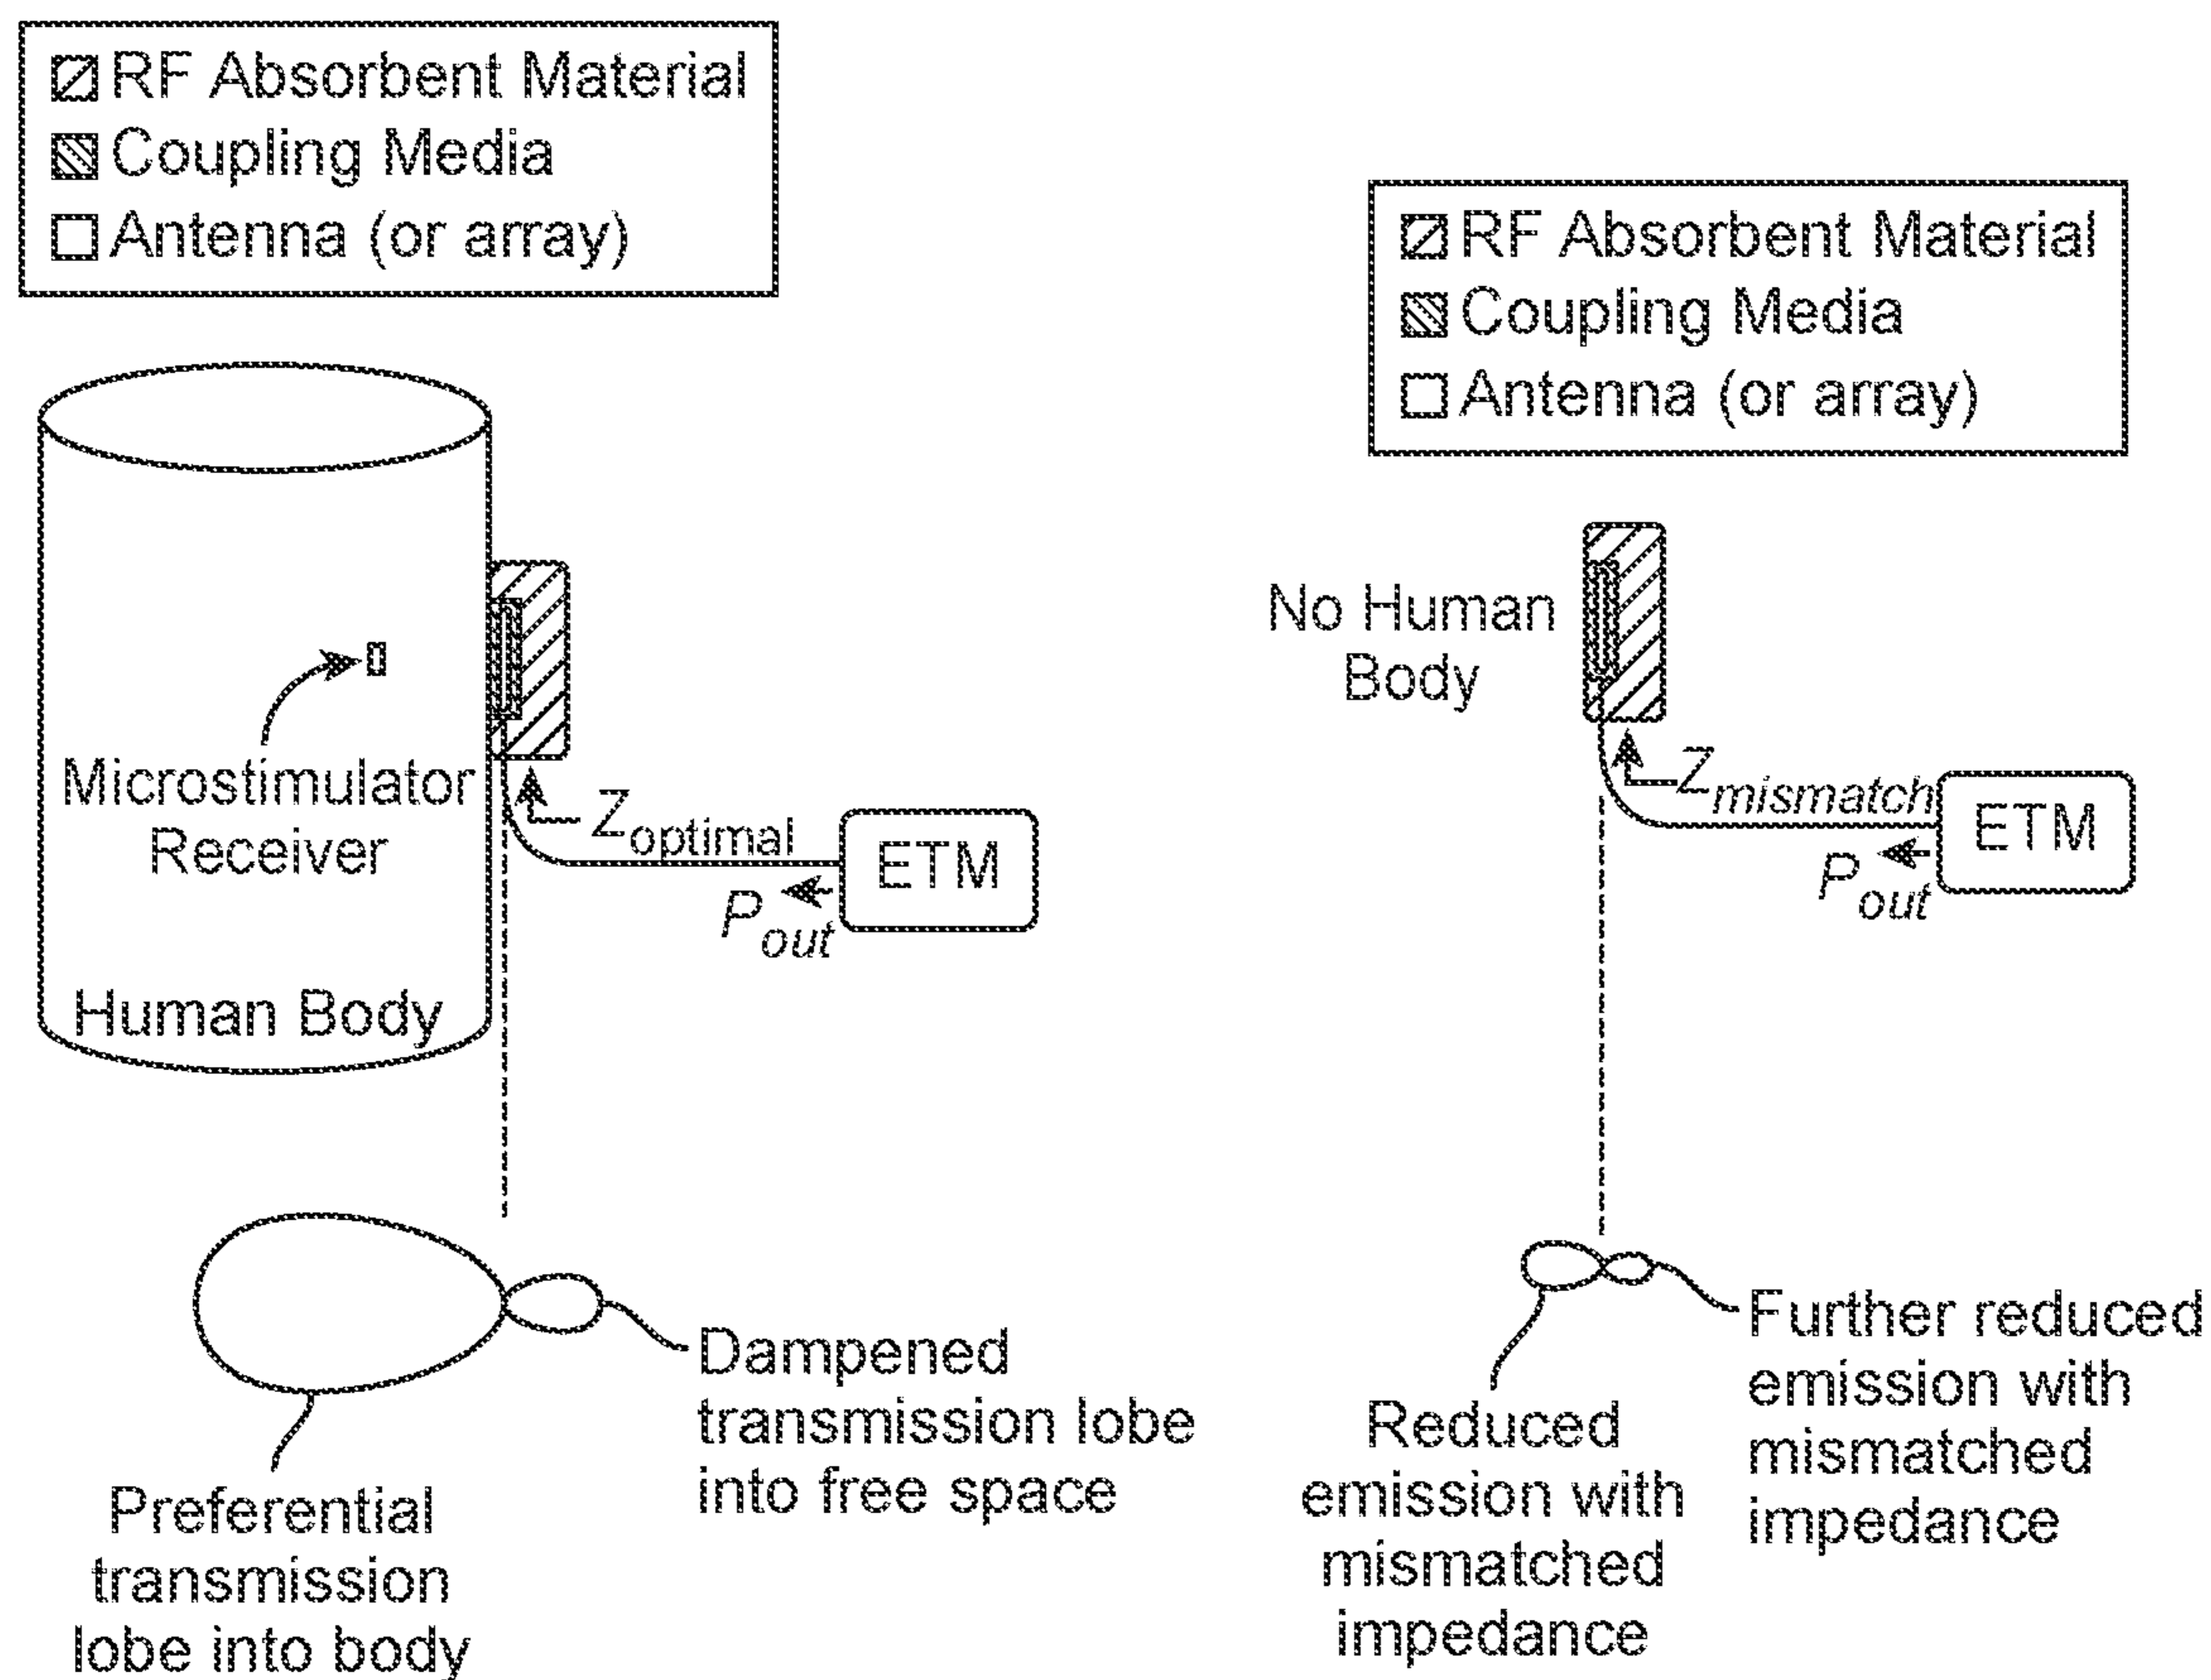 RF Absorbent Material
Coupling Media
Antenna (or array)
Microstimulator
Receiver
Human Body
Zoptimal
ETM
Pout
Preferential
transmission
lobe into body
Dampened
transmission lobe
into free space
RF Absorbent Material
Coupling Media
Antenna (or array)
No Human
Body
Zmismatch
ETM
Pout
Reduced
emission with
mismatched
impedance
Further reduced
emission with
mismatched
impedance